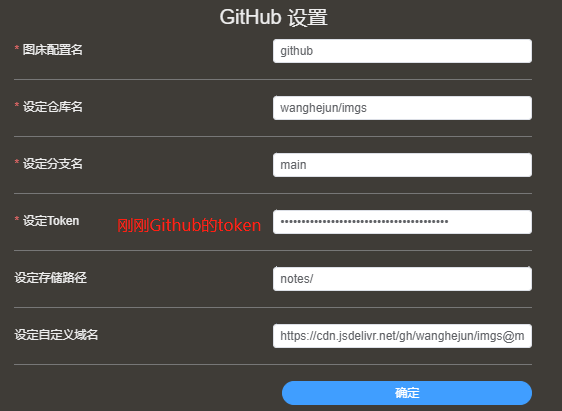 GitHub 设置
* 图床配置名 github
* 设定仓库名 wanghejun/imgs
* 设定分支名 main
* 设定Token 刚刚Github的token ••••••••••••••••••••••••••••••••••••••••
设定存储路径 notes/
设定自定义域名 https://cdn.jsdelivr.net/gh/wanghejun/imgs@m
确定